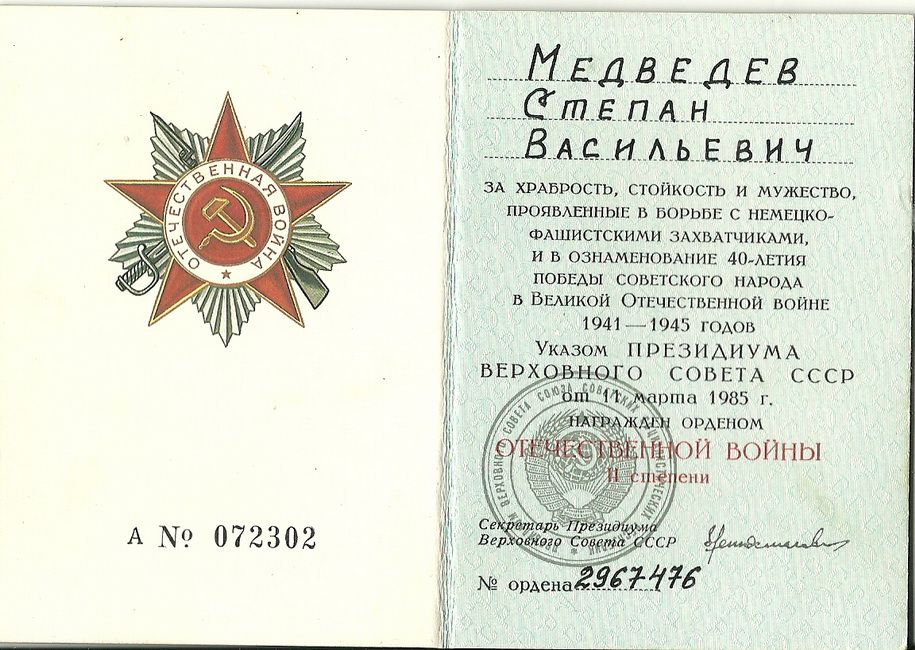 ОТЕЧЕСТВЕННАЯ ВОЙНА
А № 072302
МЕДВЕДЕВ
СТЕПАН
ВАСИЛЬЕВИЧ
ЗА ХРАБРОСТЬ, СТОЙКОСТЬ И МУЖЕСТВО,
ПРОЯВЛЕННЫЕ В БОРЬБЕ С НЕМЕЦКО-
ФАШИСТСКИМИ ЗАХВАТЧИКАМИ,
И В ОЗНАМЕНОВАНИЕ 40-ЛЕТИЯ
ПОБЕДЫ СОВЕТСКОГО НАРОДА
В ВЕЛИКОЙ ОТЕЧЕСТВЕННОЙ ВОЙНЕ
1941—1945 ГОДОВ
УКАЗОМ ПРЕЗИДИУМА
ВЕРХОВНОГО СОВЕТА СССР
от 11 марта 1985 г.
НАГРАЖДЕН ОРДЕНОМ
ОТЕЧЕСТВЕННОЙ ВОЙНЫ
II степени
Секретарь Президиума
Верховного Совета СССР
№ ордена 2967476